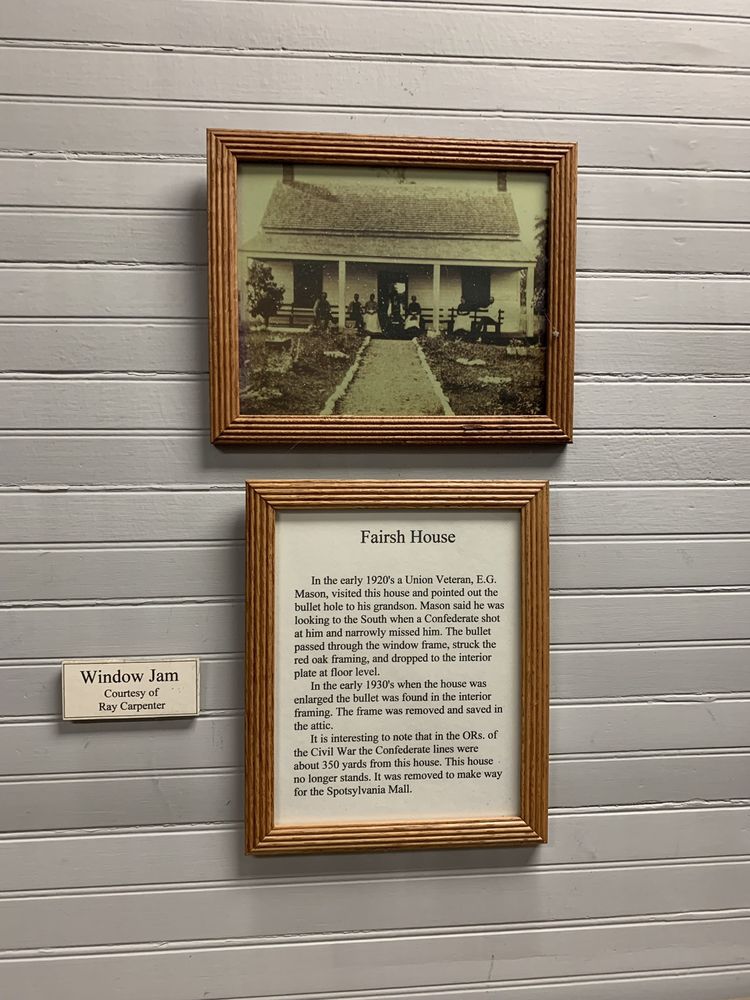 Fairsh House
In the early 1920's a Union Veteran, E.G.
Mason, visited this house and pointed out the
bullet hole to his grandson. Mason said he was
looking to the South when a Confederate shot
at him and narrowly missed him. The bullet
passed through the window frame, struck the
red oak framing, and dropped to the interior
plate at floor level.
In the early 1930's when the house was
enlarged the bullet was found in the interior
framing. The frame was removed and saved in
the attic.
It is interesting to note that in the ORs. of
the Civil War the Confederate lines were
about 350 yards from this house. This house
no longer stands. It was removed to make way
for the Spotsylvania Mall.
Window Jam
Courtesy of
Ray Carpenter